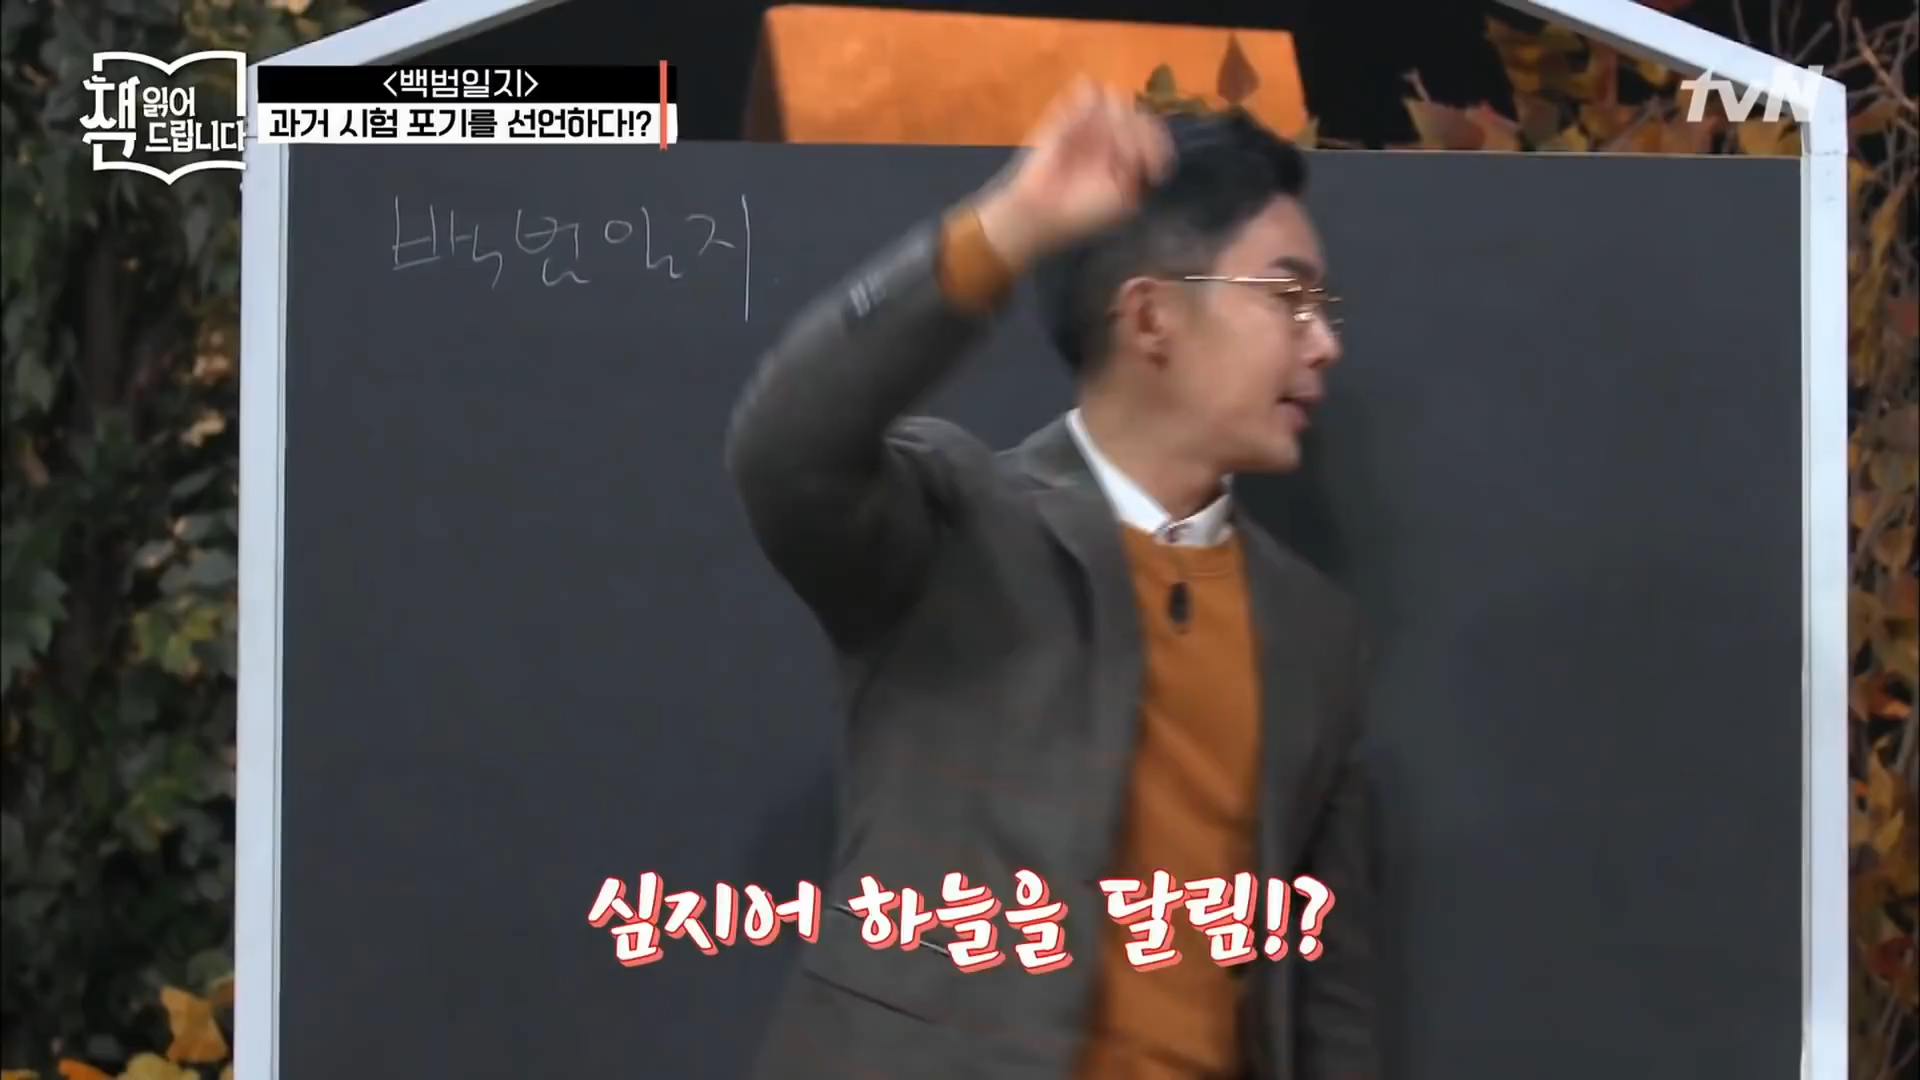 책 읽어
드립니다
<백범일지>
과거 시험 포기를 선언하다!?
tvN
백범일지
심지어 하늘을 달림!?